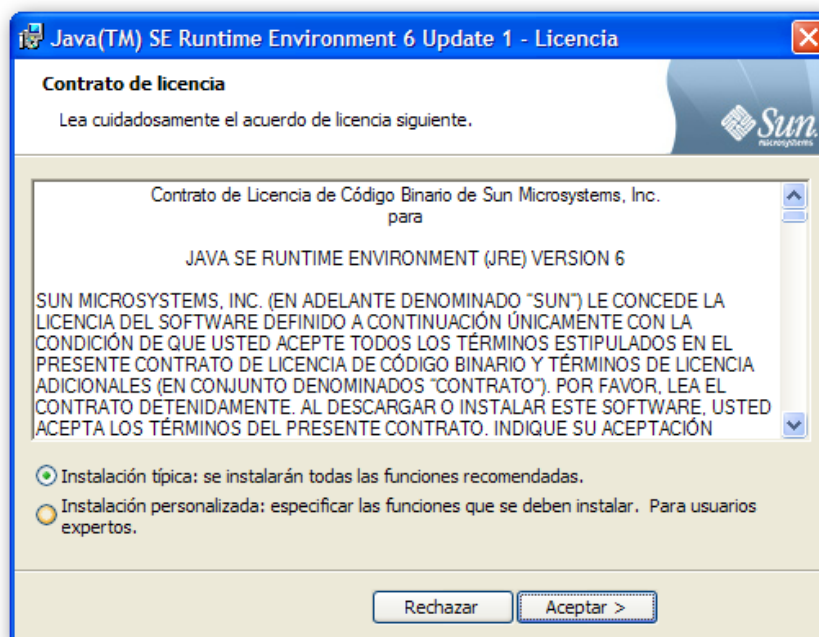 Java(TM) SE Runtime Environment 6 Update 1 - Licencia
Contrato de licencia
Lea cuidadosamente el acuerdo de licencia siguiente.
Sun
microsystems
Contrato de Licencia de Código Binario de Sun Microsystems, Inc.
para
JAVA SE RUNTIME ENVIRONMENT (JRE) VERSION 6
SUN MICROSYSTEMS, INC. (EN ADELANTE DENOMINADO "SUN") LE CONCEDE LA
LICENCIA DEL SOFTWARE DEFINIDO A CONTINUACIÓN ÚNICAMENTE CON LA
CONDICIÓN DE QUE USTED ACEPTE TODOS LOS TÉRMINOS ESTIPULADOS EN EL
PRESENTE CONTRATO DE LICENCIA DE CÓDIGO BINARIO Y TÉRMINOS DE LICENCIA
ADICIONALES (EN CONJUNTO DENOMINADOS "CONTRATO"). POR FAVOR, LEA EL
CONTRATO DETENIDAMENTE. AL DESCARGAR O INSTALAR ESTE SOFTWARE, USTED
ACEPTA LOS TÉRMINOS DEL PRESENTE CONTRATO. INDIQUE SU ACEPTACIÓN
Instalación típica: se instalarán todas las funciones recomendadas.
Instalación personalizada: especificar las funciones que se deben instalar. Para usuarios
expertos.
Rechazar
Aceptar >